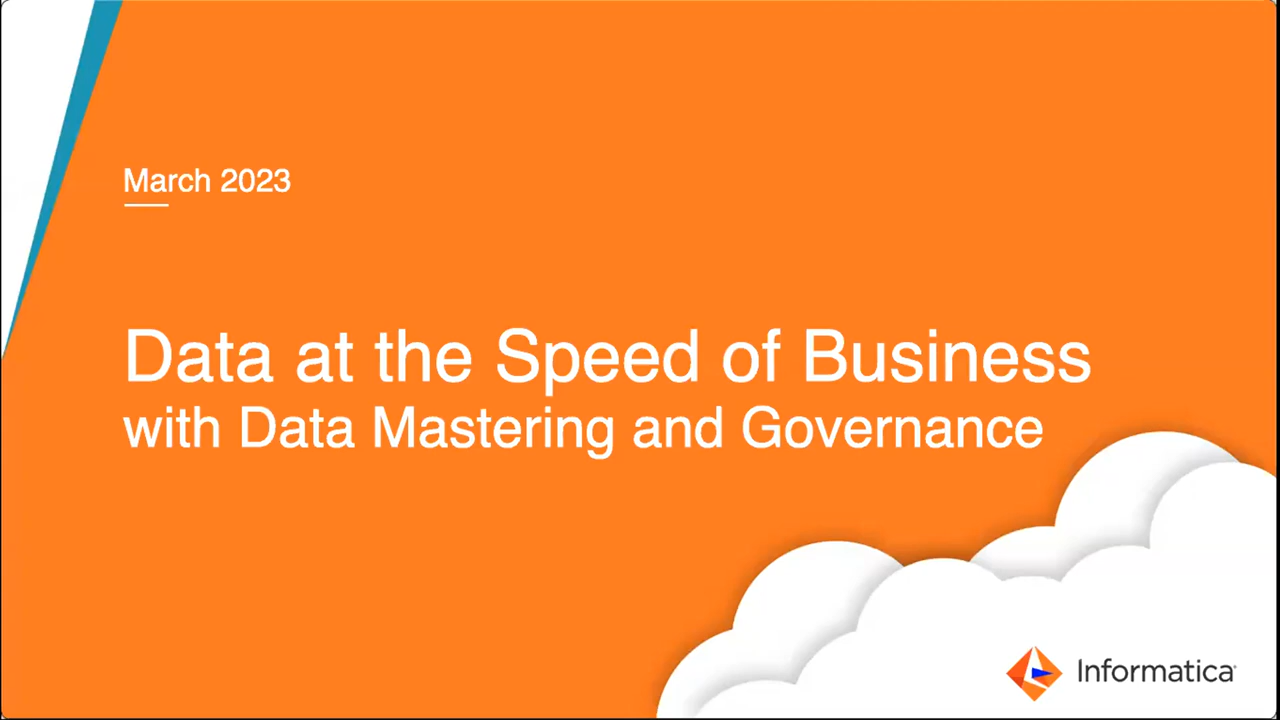 March 2023
Data at the Speed of Business
with Data Mastering and Governance
Informatica